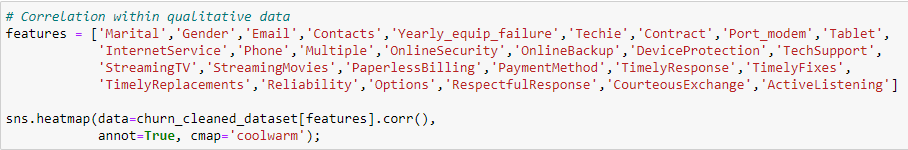 # Correlation within qualitative data
features = ['Marital','Gender','Email','Contacts','Yearly_equip_failure','Techie','Contract','Port_modem','Tablet',
'InternetService','Phone','Multiple','OnlineSecurity','OnlineBackup','DeviceProtection','TechSupport',
'StreamingTV','StreamingMovies','PaperlessBilling','PaymentMethod','TimelyResponse','TimelyFixes',
'TimelyReplacements','Reliability','Options','RespectfulResponse','CourteousExchange','ActiveListening']
sns.heatmap(data=churn_cleaned_dataset[features].corr(),
annot=True, cmap='coolwarm');